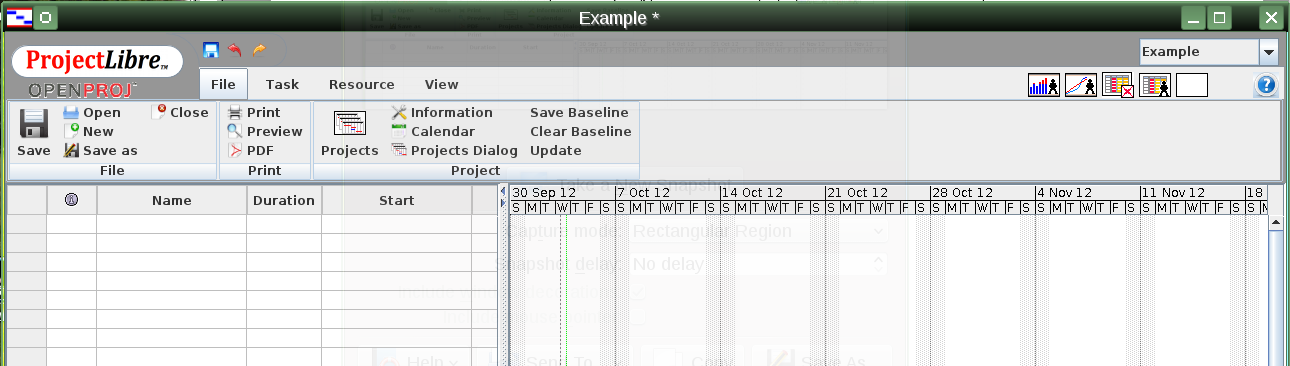 Example *
ProjectLibre™
OPENPROJ
Example
File Task Resource View
Save
Open
New
Save as
Close
File
Print
Preview
PDF
Print
Projects
Information
Calendar
Projects Dialog
Save Baseline
Clear Baseline
Update
Project
Name Duration Start
30 Sep 12 7 Oct 12 14 Oct 12 21 Oct 12 28 Oct 12 4 Nov 12 11 Nov 12 18
S M T W T F S S M T W T F S S M T W T F S S M T W T F S S M T W T F S S M T W T F S S M T W T F S S M
Take a New Snapshot
Capture mode: Rectangular Region
Snapshot delay: No delay
Help Send To Copy Save As